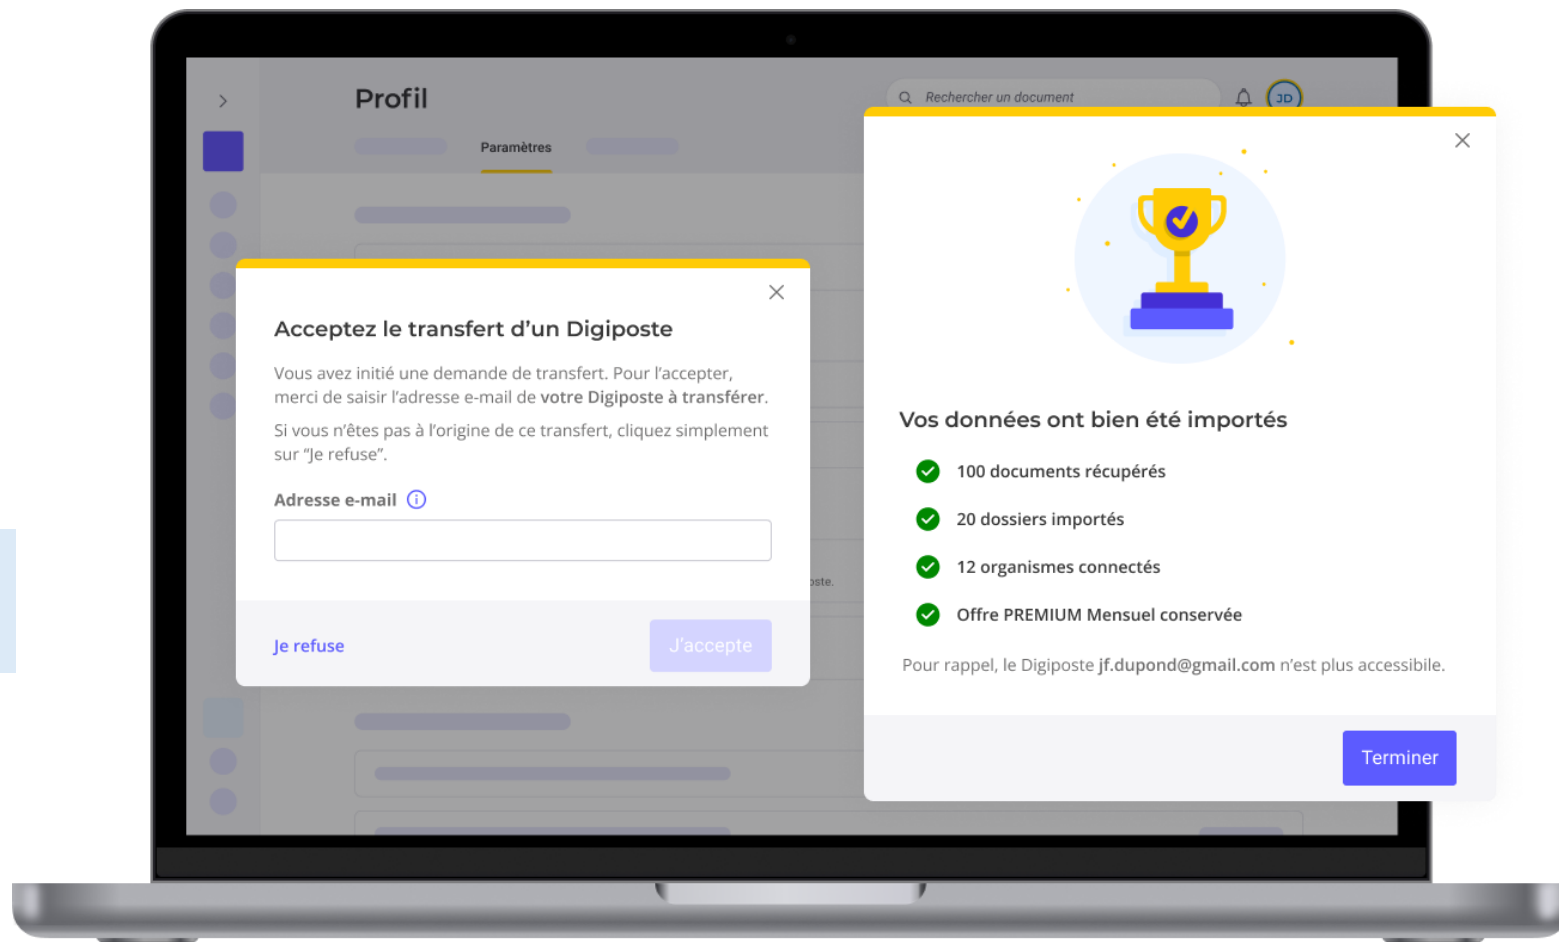 Profil
Rechercher un document
JD
Paramètres
Acceptez le transfert d’un Digiposte
Vous avez initié une demande de transfert. Pour l’accepter,
merci de saisir l’adresse e-mail de votre Digiposte à transférer.
Si vous n’êtes pas à l’origine de ce transfert, cliquez simplement
sur “Je refuse”.
Adresse e-mail
Je refuse
J’accepte
Vos données ont bien été importés
100 documents récupérés
20 dossiers importés
12 organismes connectés
Offre PREMIUM Mensuel conservée
Pour rappel, le Digiposte jf.dupond@gmail.com n’est plus accessibile.
Terminer